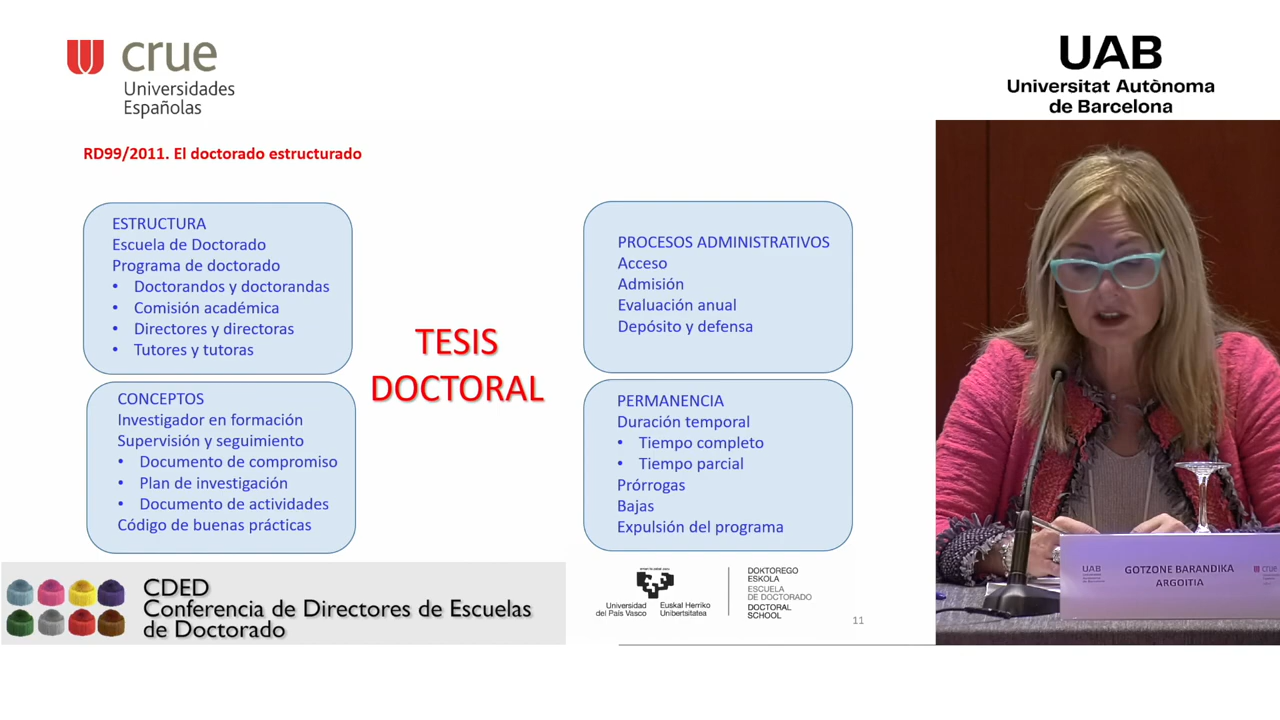 crue
Universidades
Españolas
UAB
Universitat Autònoma
de Barcelona
RD99/2011. El doctorado estructurado
ESTRUCTURA
Escuela de Doctorado
Programa de doctorado
• Doctorandos y doctorandas
• Comisión académica
• Directores y directoras
• Tutores y tutoras
CONCEPTOS
Investigador en formación
Supervisión y seguimiento
• Documento de compromiso
• Plan de investigación
• Documento de actividades
Código de buenas prácticas
TESIS
DOCTORAL
PROCESOS ADMINISTRATIVOS
Acceso
Admisión
Evaluación anual
Depósito y defensa
PERMANENCIA
Duración temporal
• Tiempo completo
• Tiempo parcial
Prórrogas
Bajas
Expulsión del programa
CDED
Conferencia de Directores de Escuelas
de Doctorado
Universidad
del País Vasco
Euskal Herriko
Unibertsitatea
DOKTOREGO
ESKOLA
ESCUELA
DE DOCTORADO
DOCTORAL
SCHOOL
11
UAB
GOTZONE BARANDIKA
ARGOITIA
crue